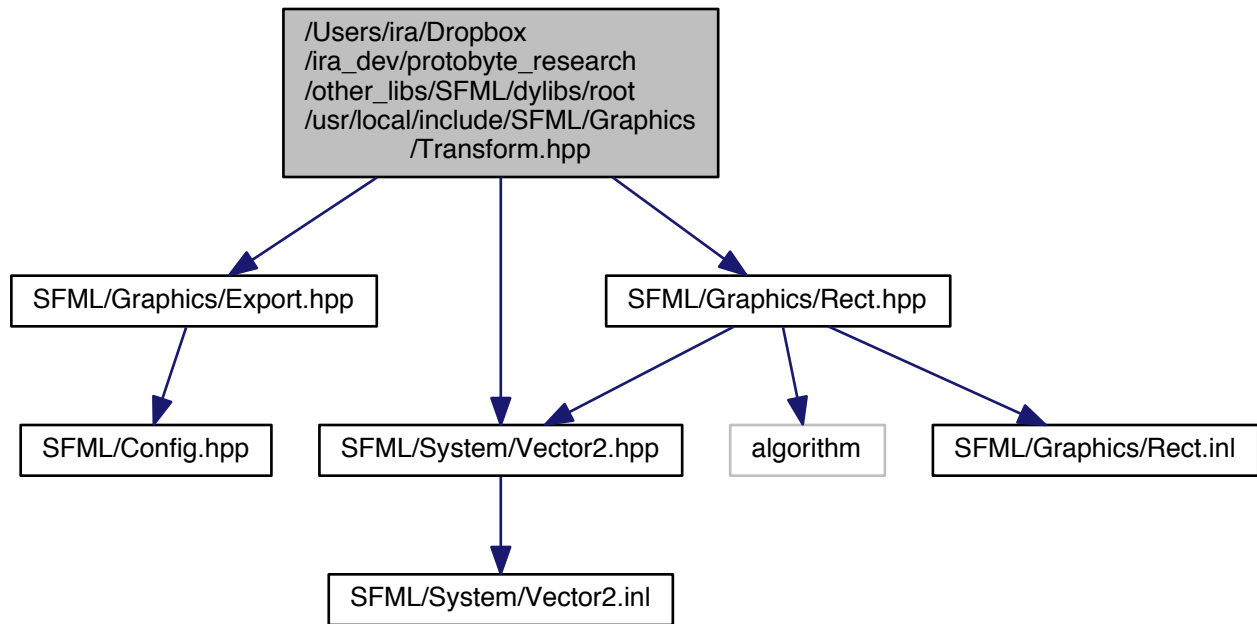 /Users/ira/Dropbox
/ira_dev/protobyte_research
/other_libs/SFML/dylibs/root
/usr/local/include/SFML/Graphics
/Transform.hpp
SFML/Graphics/Export.hpp
SFML/Graphics/Rect.hpp
SFML/Config.hpp
SFML/System/Vector2.hpp
algorithm
SFML/Graphics/Rect.inl
SFML/System/Vector2.inl